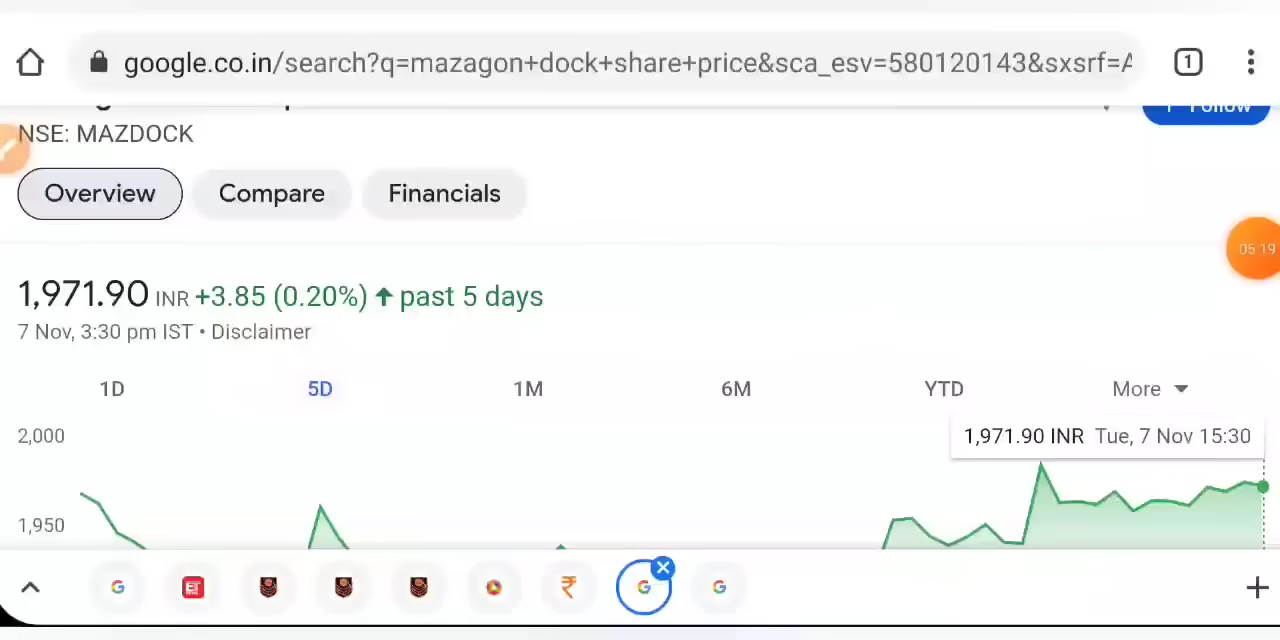 google.co.in/search?q=mazagon+dock+share+price&sca_esv=580120143&sxsrf=A
1
Follow
NSE: MAZDOCK
Overview
Compare
Financials
05:19
1,971.90 INR +3.85 (0.20%) ↑ past 5 days
7 Nov, 3:30 pm IST • Disclaimer
1D
5D
1M
6M
YTD
More
2,000
1,971.90 INR Tue, 7 Nov 15:30
1,950
ET